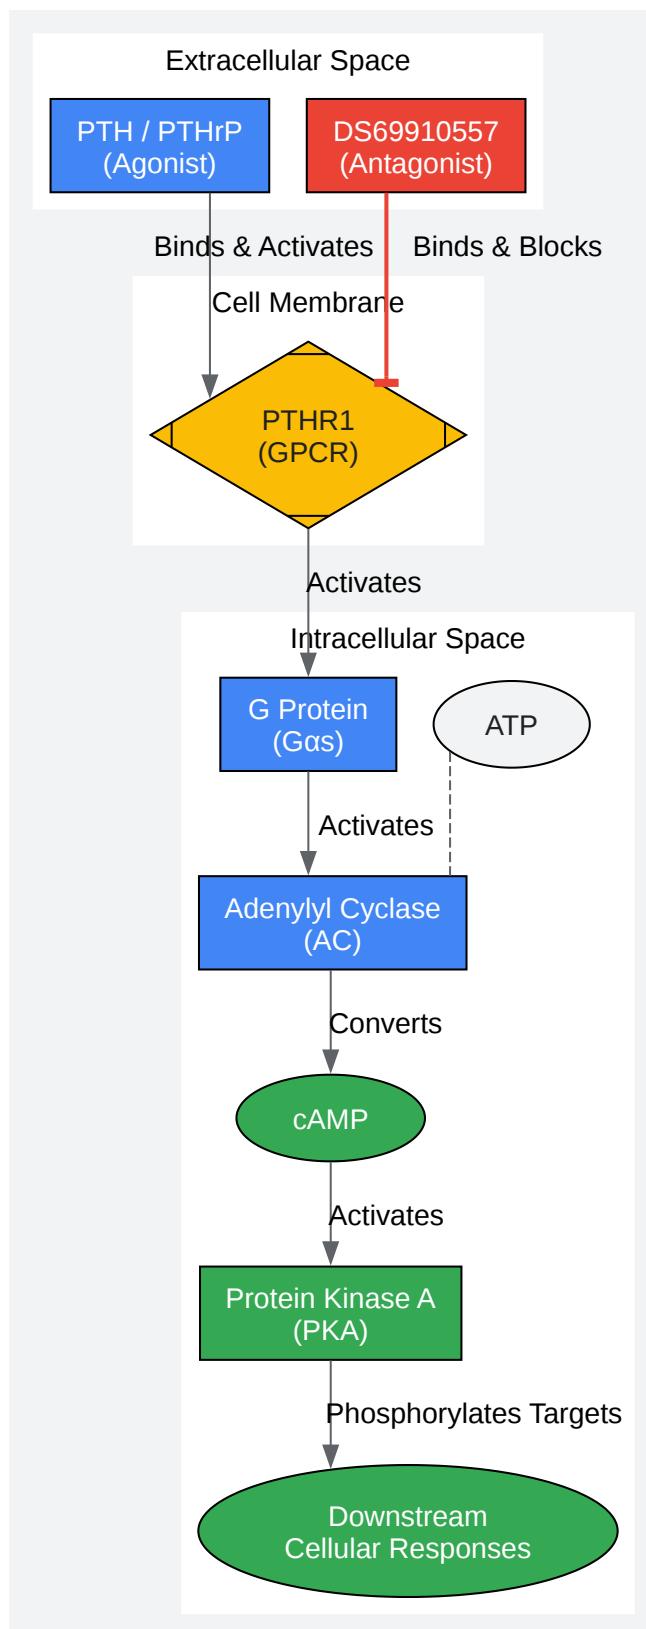 Extracellular Space
PTH / PTHrP
(Agonist)
DS69910557
(Antagonist)
Binds & Activates
Binds & Blocks
Cell Membrane
PTHR1
(GPCR)
Activates
Intracellular Space
G Protein
(Gαs)
ATP
Activates
Adenylyl Cyclase
(AC)
Converts
cAMP
Activates
Protein Kinase A
(PKA)
Phosphorylates Targets
Downstream
Cellular Responses